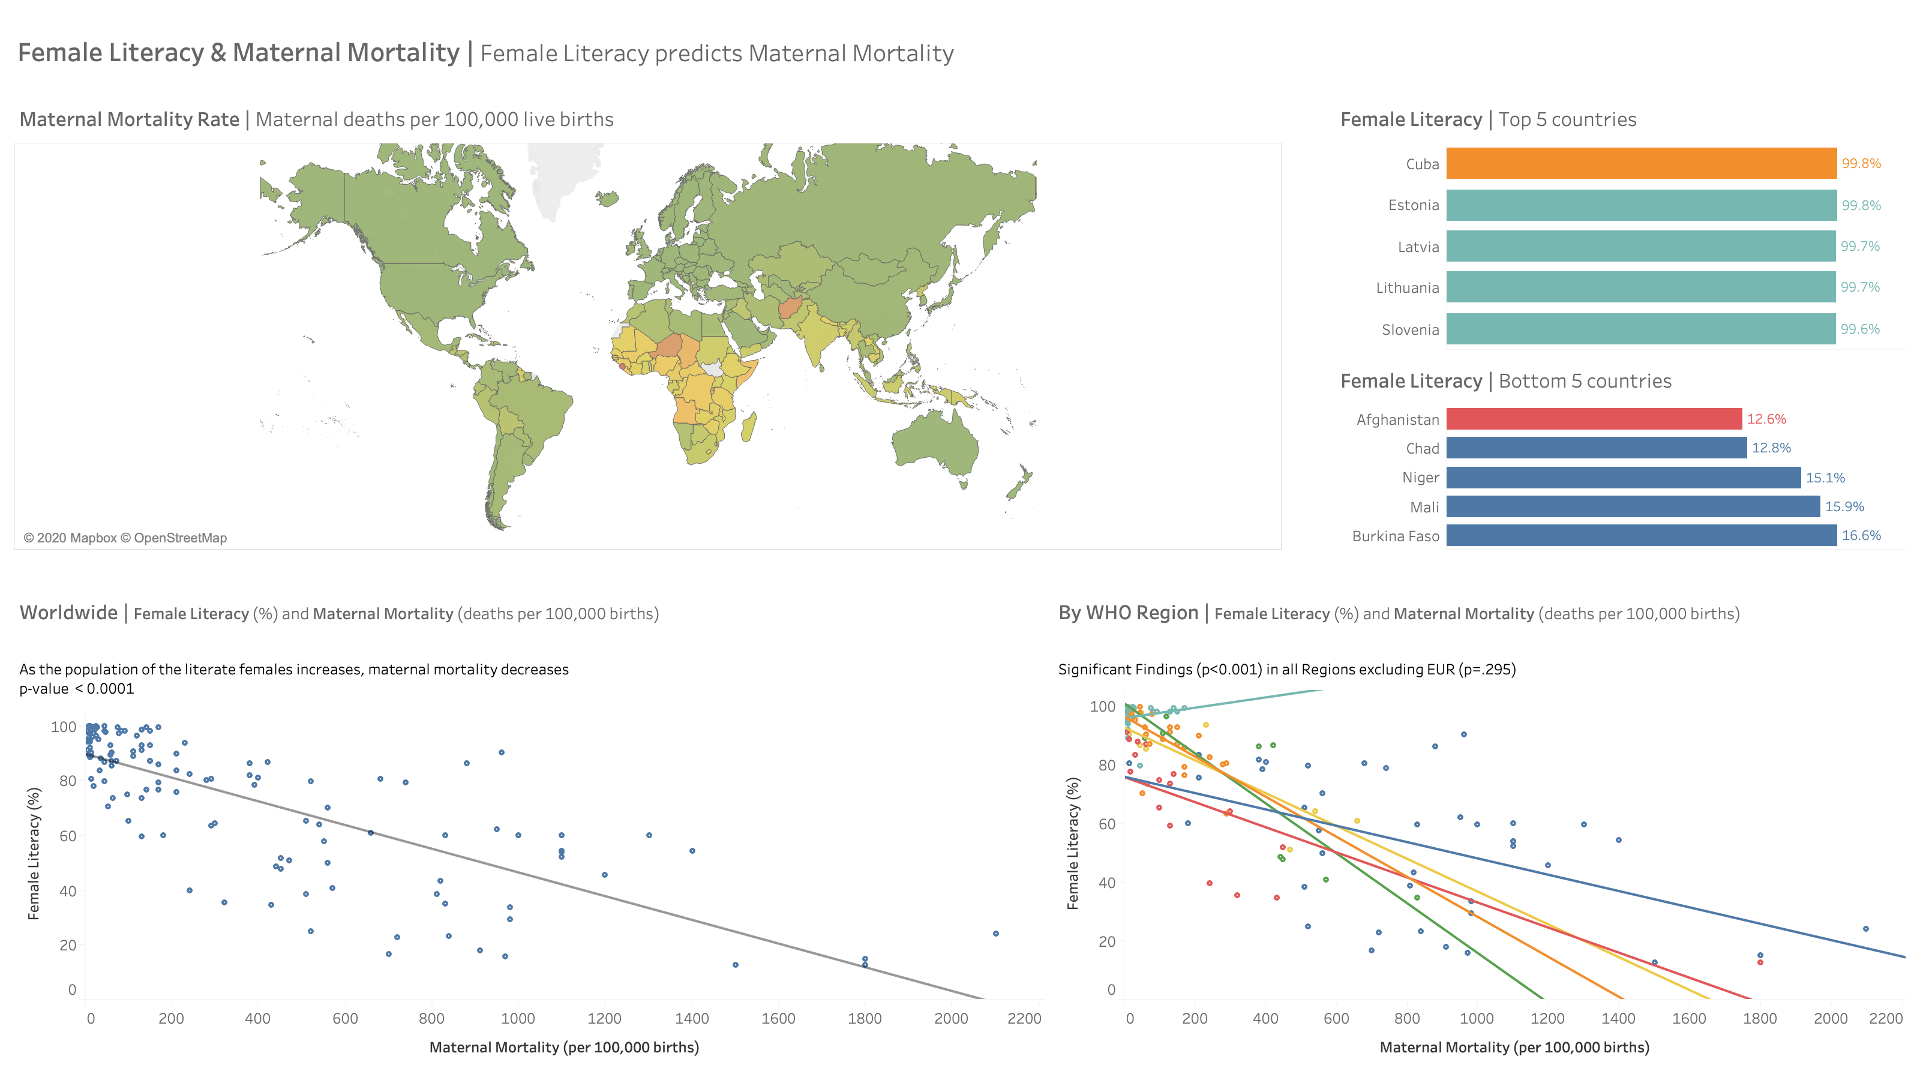 Female Literacy & Maternal Mortality | Female Literacy predicts Maternal Mortality
Maternal Mortality Rate | Maternal deaths per 100,000 live births
© 2020 Mapbox © OpenStreetMap
Female Literacy | Top 5 countries
Cuba 99.8%
Estonia 99.8%
Latvia 99.7%
Lithuania 99.7%
Slovenia 99.6%
Female Literacy | Bottom 5 countries
Afghanistan 12.6%
Chad 12.8%
Niger 15.1%
Mali 15.9%
Burkina Faso 16.6%
Worldwide | Female Literacy (%) and Maternal Mortality (deaths per 100,000 births)
As the population of the literate females increases, maternal mortality decreases
p-value < 0.0001
Female Literacy (%)
100
80
60
40
20
0
0 200 400 600 800 1000 1200 1400 1600 1800 2000 2200
Maternal Mortality (per 100,000 births)
By WHO Region | Female Literacy (%) and Maternal Mortality (deaths per 100,000 births)
Significant Findings (p<0.001) in all Regions excluding EUR (p=.295)
Female Literacy (%)
100
80
60
40
20
0
0 200 400 600 800 1000 1200 1400 1600 1800 2000 2200
Maternal Mortality (per 100,000 births)